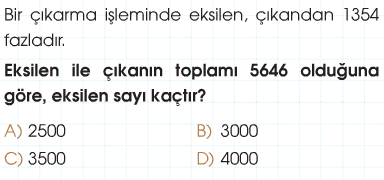 Bir çıkarma işleminde eksilen, çıkandan 1354
fazladır.
Eksilen ile çıkanın toplamı 5646 olduğuna
göre, eksilen sayı kaçtır?
A) 2500 B) 3000
C) 3500 D) 4000